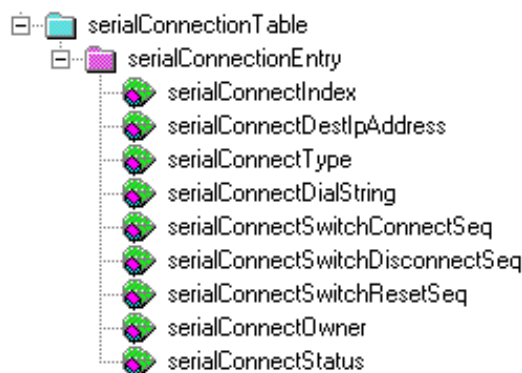 serialConnectionTable
serialConnectionEntry
serialConnectIndex
serialConnectDestIpAddress
serialConnectType
serialConnectDialString
serialConnectSwitchConnectSeq
serialConnectSwitchDisconnectSeq
serialConnectSwitchResetSeq
serialConnectOwner
serialConnectStatus